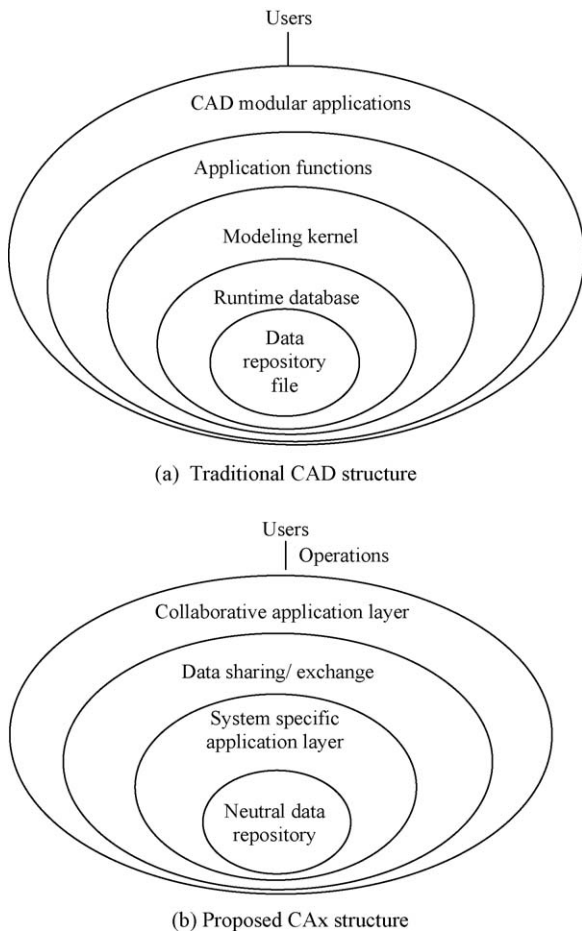 Users
CAD modular applications
Application functions
Modeling kernel
Runtime database
Data
repository
file
(a) Traditional CAD structure
Users
Operations
Collaborative application layer
Data sharing/ exchange
System specific
application layer
Neutral data
repository
(b) Proposed CAx structure